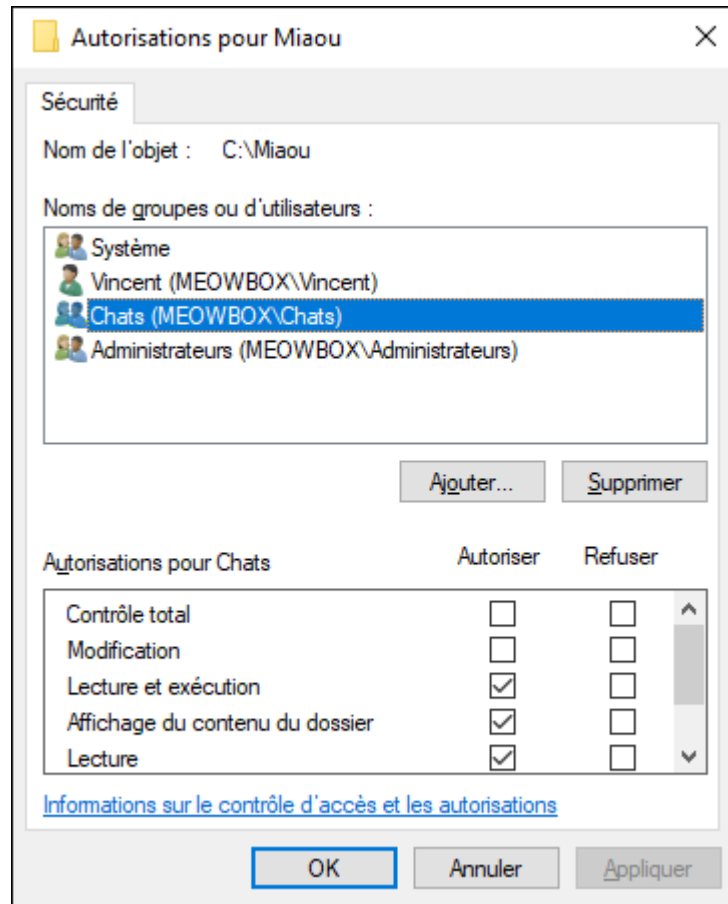 Autorisations pour Miaou
Sécurité
Nom de l'objet : C:\Miaou
Noms de groupes ou d'utilisateurs :
Système
Vincent (MEOWBOX\Vincent)
Chats (MEOWBOX\Chats)
Administrateurs (MEOWBOX\Administrateurs)
Ajouter... Supprimer
Autorisations pour Chats Autoriser Refuser
Contrôle total
Modification
Lecture et exécution
Affichage du contenu du dossier
Lecture
Informations sur le contrôle d'accès et les autorisations
OK Annuler Appliquer